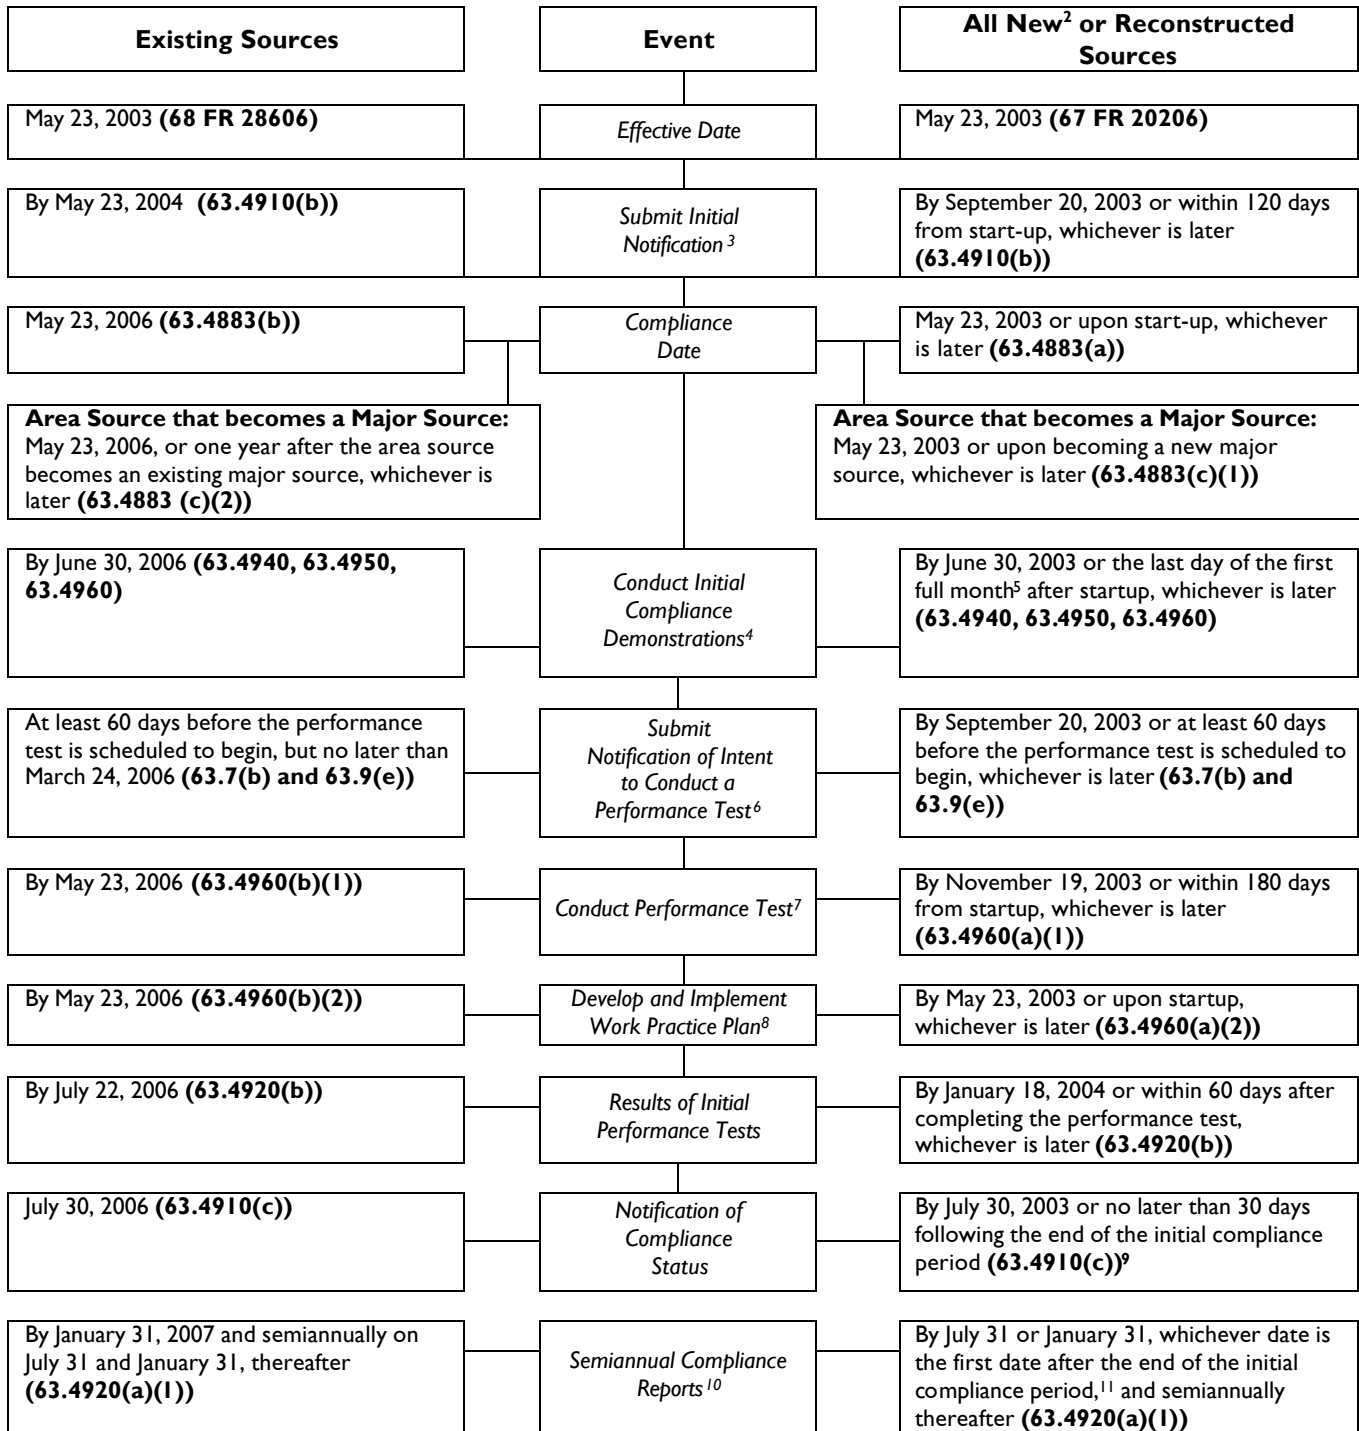 Existing Sources
Event
All New2 or Reconstructed
Sources
May 23, 2003 (68 FR 28606)
Effective Date
May 23, 2003 (67 FR 20206)
By May 23, 2004 (63.4910(b))
Submit Initial
Notification 3
By September 20, 2003 or within 120 days
from start-up, whichever is later
(63.4910(b))
May 23, 2006 (63.4883(b))
Compliance
Date
May 23, 2003 or upon start-up, whichever
is later (63.4883(a))
Area Source that becomes a Major Source:
May 23, 2006, or one year after the area source
becomes an existing major source, whichever is
later (63.4883 (c)(2))
Area Source that becomes a Major Source:
May 23, 2003 or upon becoming a new major
source, whichever is later (63.4883(c)(1))
By June 30, 2006 (63.4940, 63.4950,
63.4960)
Conduct Initial
Compliance
Demonstrations4
By June 30, 2003 or the last day of the first
full month5 after startup, whichever is later
(63.4940, 63.4950, 63.4960)
At least 60 days before the performance
test is scheduled to begin, but no later than
March 24, 2006 (63.7(b) and 63.9(e))
Submit
Notification of Intent
to Conduct a
Performance Test6
By September 20, 2003 or at least 60 days
before the performance test is scheduled to
begin, whichever is later (63.7(b) and
63.9(e))
By May 23, 2006 (63.4960(b)(1))
Conduct Performance Test7
By November 19, 2003 or within 180 days
from startup, whichever is later
(63.4960(a)(1))
By May 23, 2006 (63.4960(b)(2))
Develop and Implement
Work Practice Plan8
By May 23, 2003 or upon startup,
whichever is later (63.4960(a)(2))
By July 22, 2006 (63.4920(b))
Results of Initial
Performance Tests
By January 18, 2004 or within 60 days after
completing the performance test,
whichever is later (63.4920(b))
July 30, 2006 (63.4910(c))
Notification of
Compliance
Status
By July 30, 2003 or no later than 30 days
following the end of the initial compliance
period (63.4910(c))9
By January 31, 2007 and semiannually on
July 31 and January 31, thereafter
(63.4920(a)(1))
Semiannual Compliance
Reports10
By July 31 or January 31, whichever date is
the first date after the end of the initial
compliance period,11 and semiannually
thereafter (63.4920(a)(1))